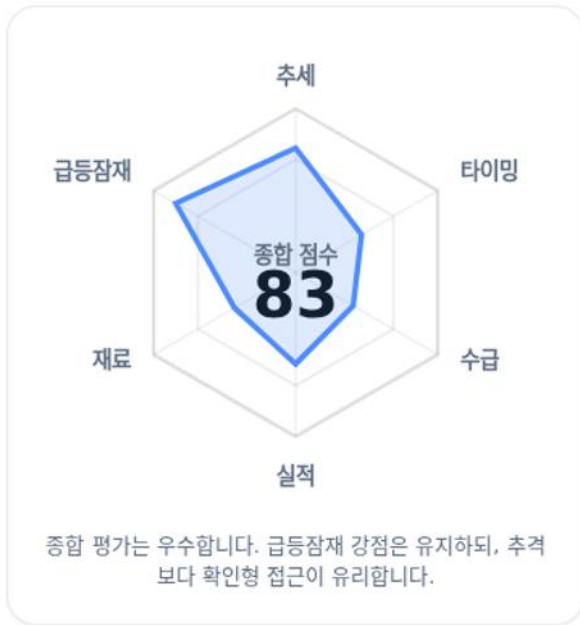 추세
급등잠재
타이밍
종합 점수
83
재료
수급
실적
종합 평가는 우수합니다. 급등잠재 강점은 유지하되, 추격
보다 확인형 접근이 유리합니다.